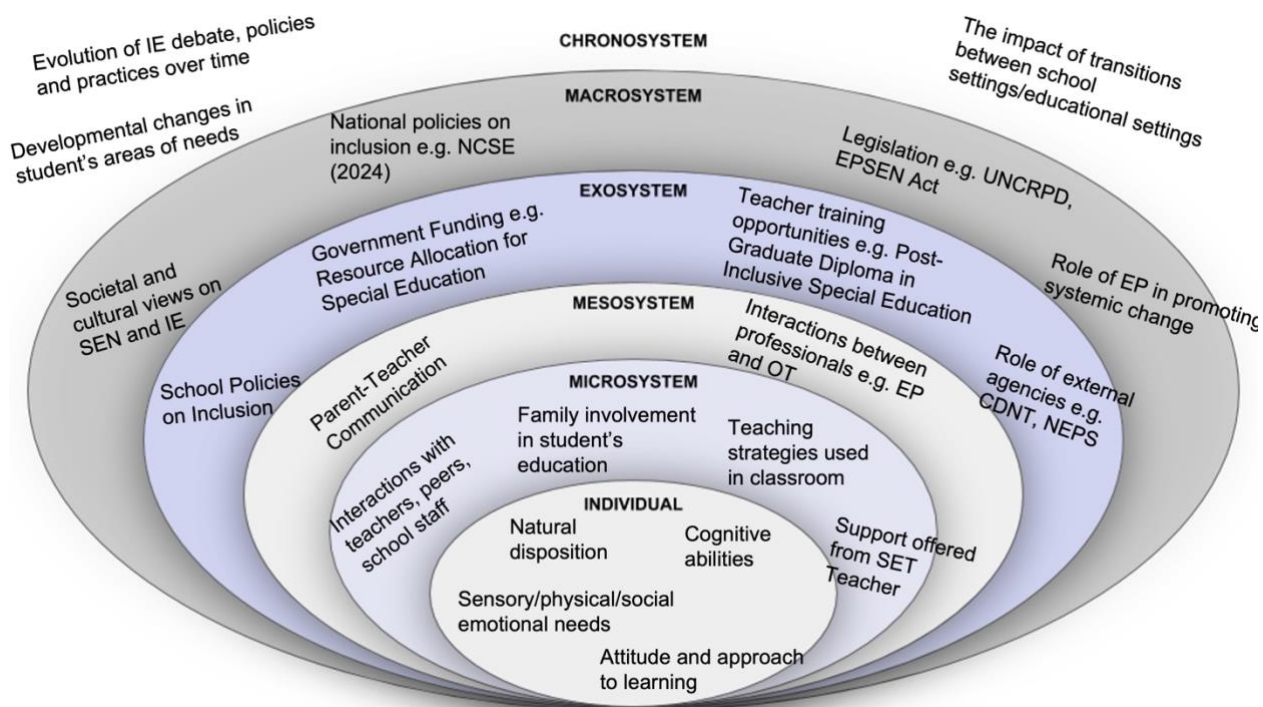 Evolution of IE debate, policies
and practices over time
Developmental changes in
student's areas of needs
CHRONOSYSTEM
The impact of transitions
between school
settings/educational settings
MACROSYSTEM
National policies on
inclusion e.g. NCSE
(2024)
Legislation e.g. UNCRPD,
EPSEN Act
Societal and
cultural views on
SEN and IE
Role of EP in promoting
systemic change
EXOSYSTEM
Government Funding e.g.
Resource Allocation for
Special Education
Teacher training
opportunities e.g. Post-
Graduate Diploma in
Inclusive Special Education
School Policies
on Inclusion
Role of external
agencies e.g.
CDNT, NEPS
MESOSYSTEM
Parent-Teacher
Communication
Interactions between
professionals e.g. EP
and OT
MICROSYSTEM
Interactions with
teachers, peers,
school staff
Family involvement
in student's
education
Teaching
strategies used
in classroom
Support offered
from SET
Teacher
INDIVIDUAL
Natural
disposition
Cognitive
abilities
Sensory/physical/social
emotional needs
Attitude and approach
to learning